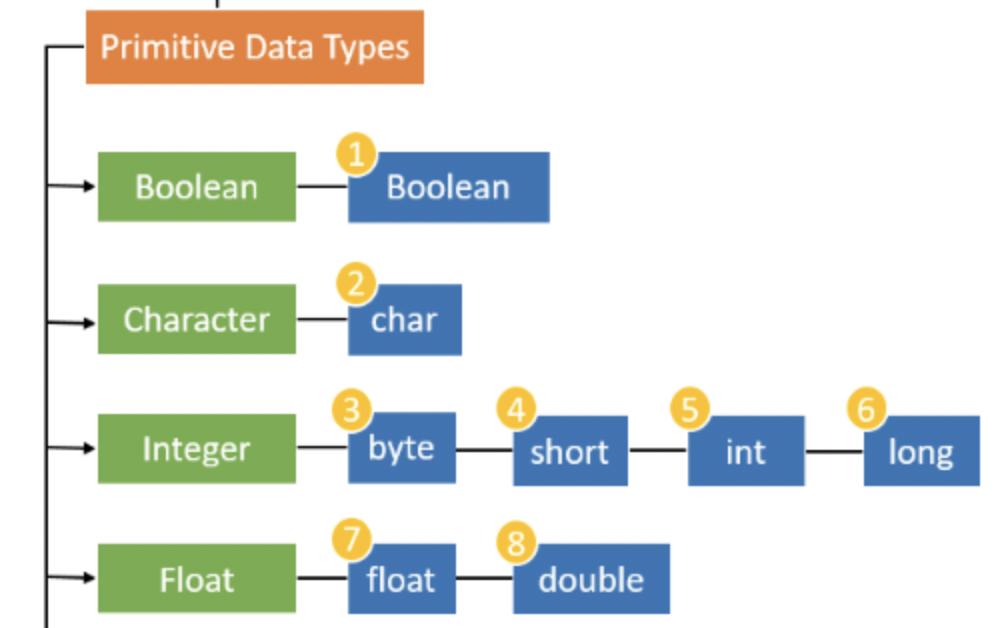 Primitive Data Types
1
Boolean Boolean
2
Character char
3 4 5 6
Integer byte short int long
7 8
Float float double